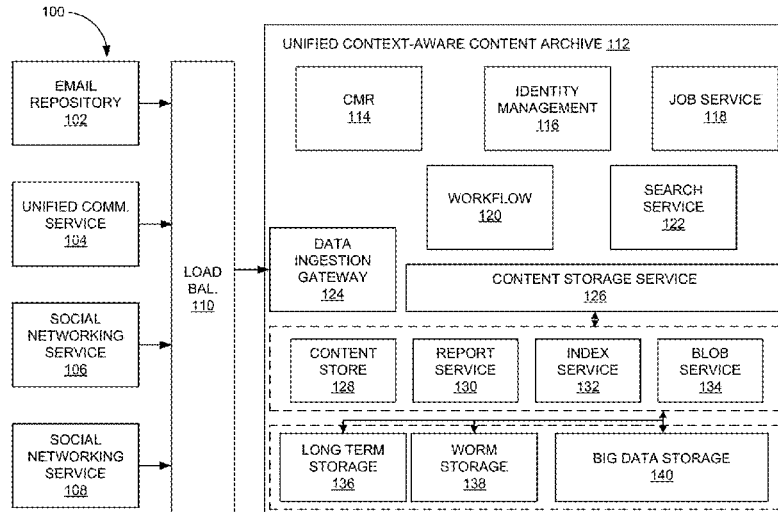 100
EMAIL
REPOSITORY
102
UNIFIED COMM.
SERVICE
104
SOCIAL
NETWORKING
SERVICE
106
SOCIAL
NETWORKING
SERVICE
108
LOAD
BAL.
110
UNIFIED CONTEXT-AWARE CONTENT ARCHIVE 112
CMR
114
IDENTITY
MANAGEMENT
116
JOB SERVICE
118
WORKFLOW
120
SEARCH
SERVICE
122
DATA
INGESTION
GATEWAY
124
CONTENT STORAGE SERVICE
126
CONTENT
STORE
128
REPORT
SERVICE
130
INDEX
SERVICE
132
BLOB
SERVICE
134
LONG TERM
STORAGE
136
WORM
STORAGE
138
BIG DATA STORAGE
140